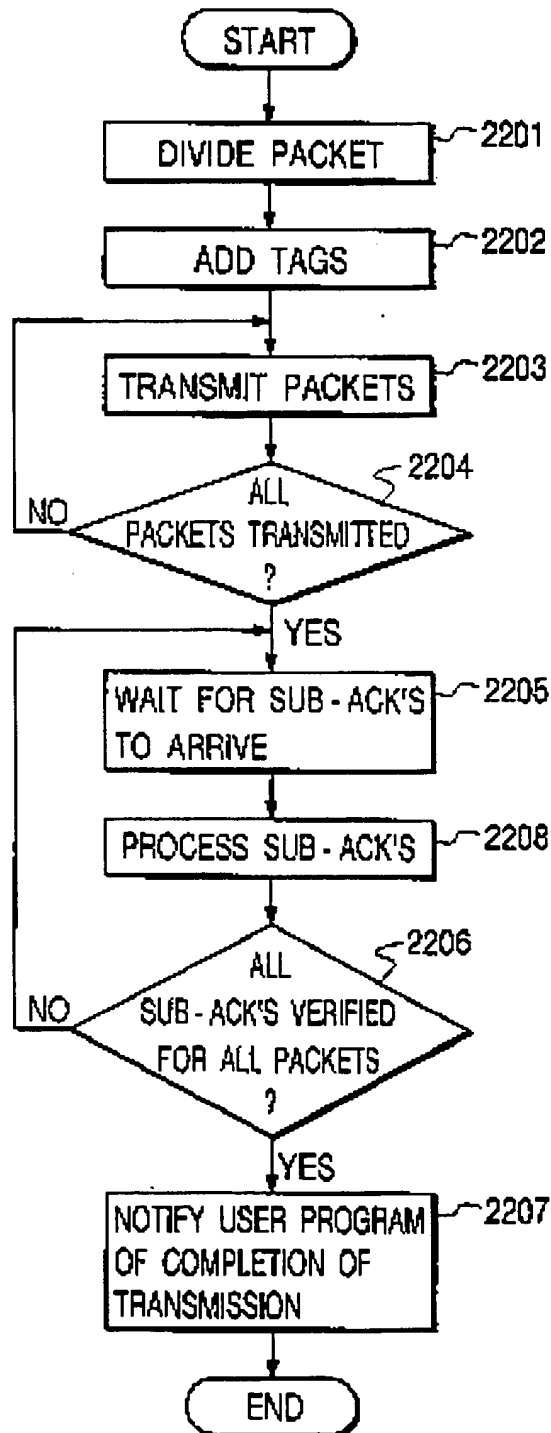 START
2201
DIVIDE PACKET
2202
ADD TAGS
2203
TRANSMIT PACKETS
2204
ALL
PACKETS TRANSMITTED
?
NO
YES
2205
WAIT FOR SUB-ACK'S
TO ARRIVE
2208
PROCESS SUB-ACK'S
2206
ALL
SUB-ACK'S VERIFIED
FOR ALL PACKETS
?
NO
YES
2207
NOTIFY USER PROGRAM
OF COMPLETION OF
TRANSMISSION
END